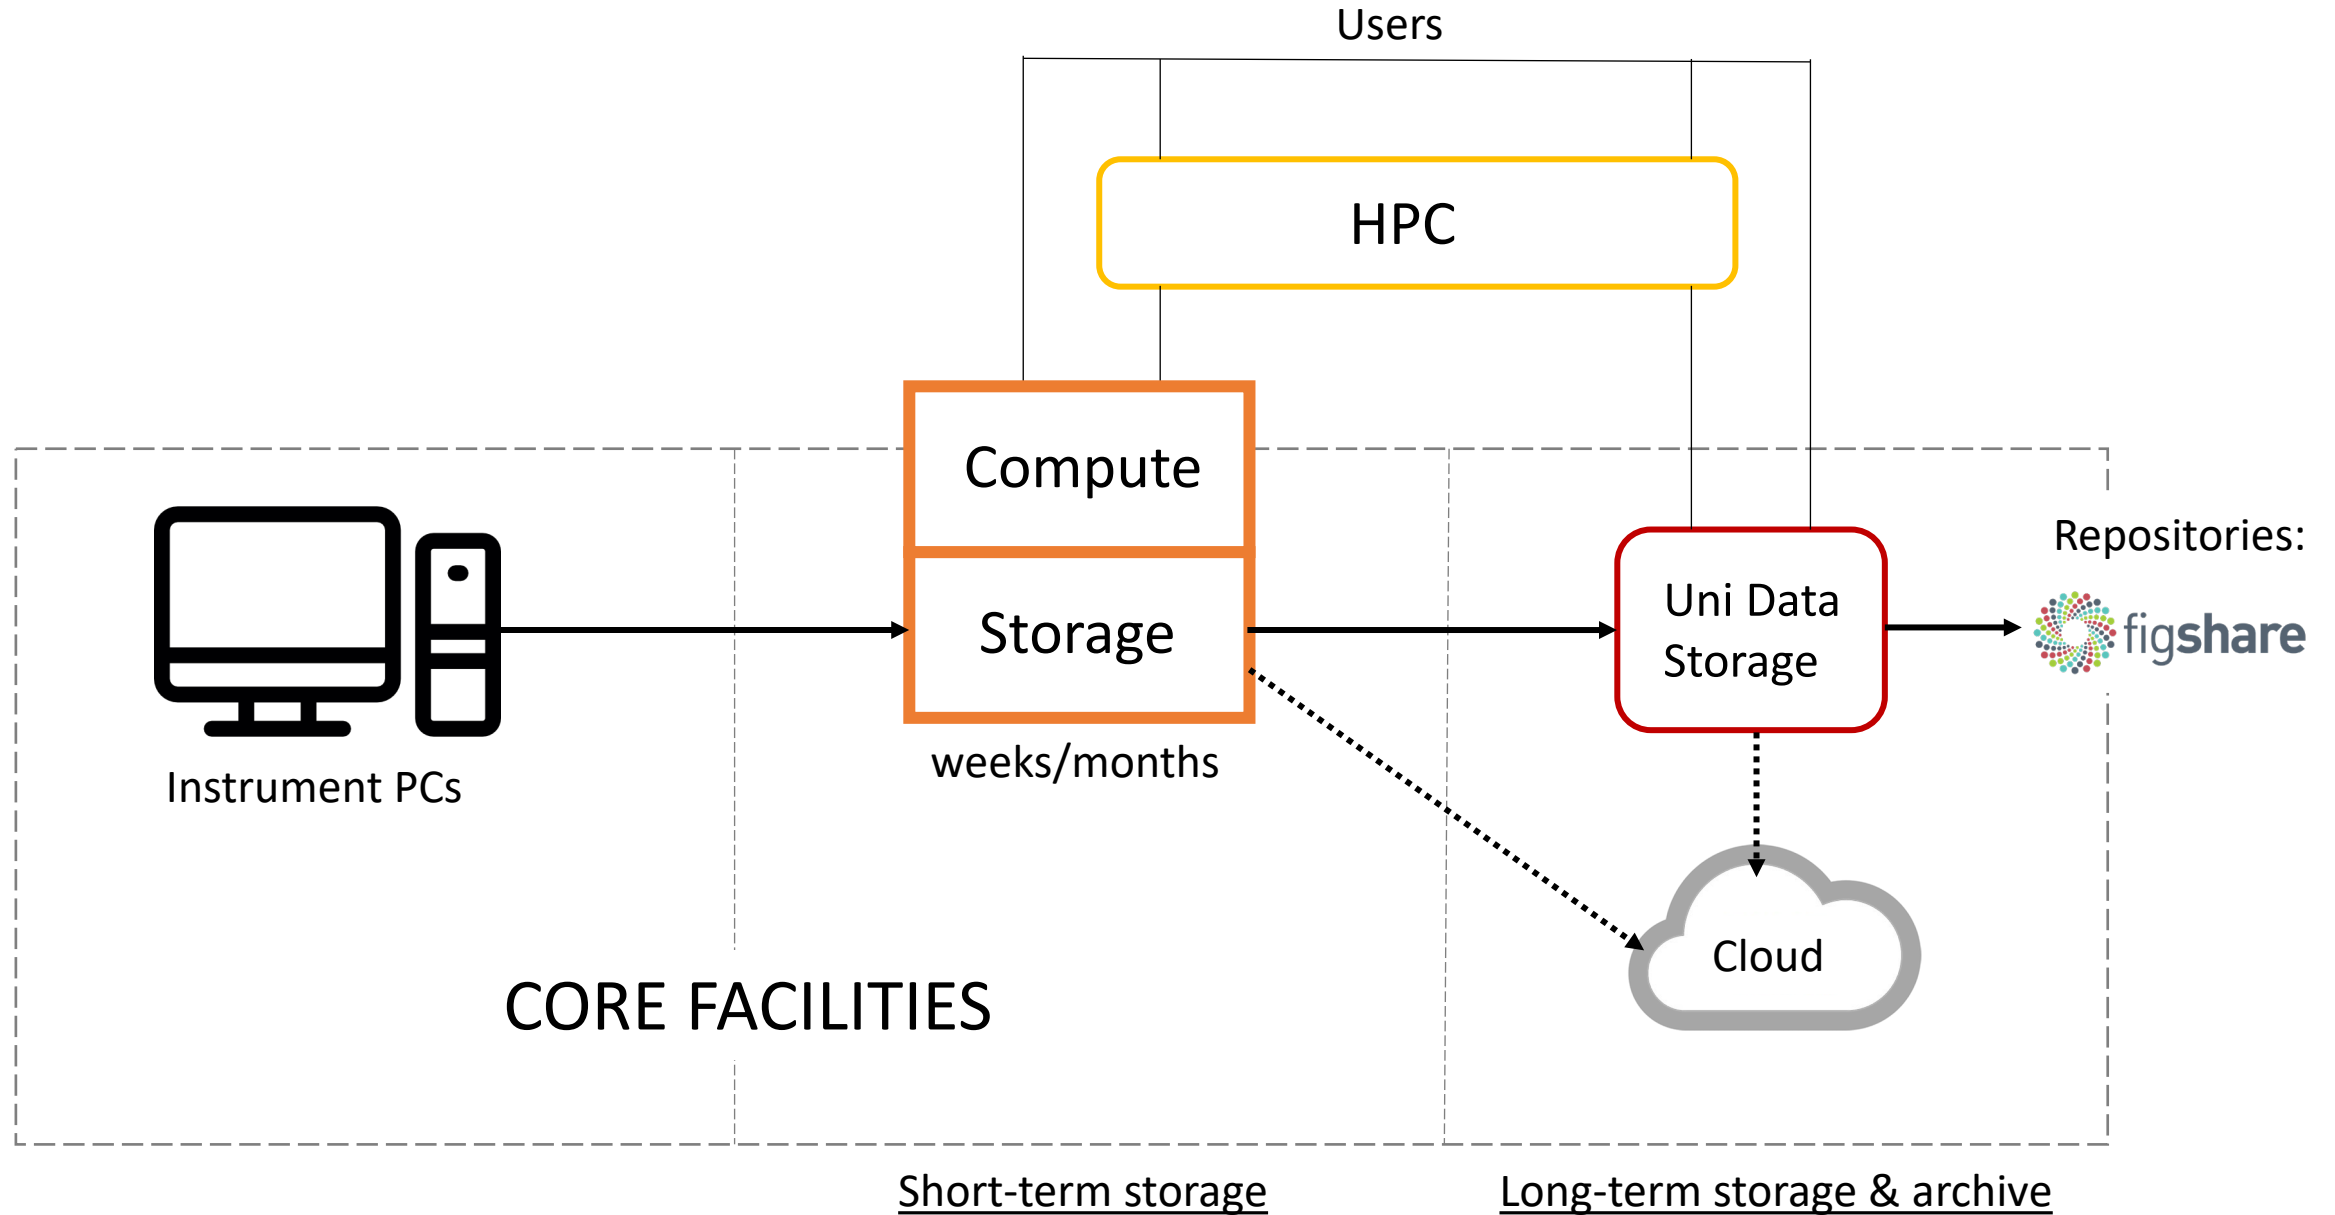 Users
HPC
Compute
Storage
weeks/months
Instrument PCs
Uni Data
Storage
Repositories:
figshare
Cloud
CORE FACILITIES
Short-term storage
Long-term storage & archive